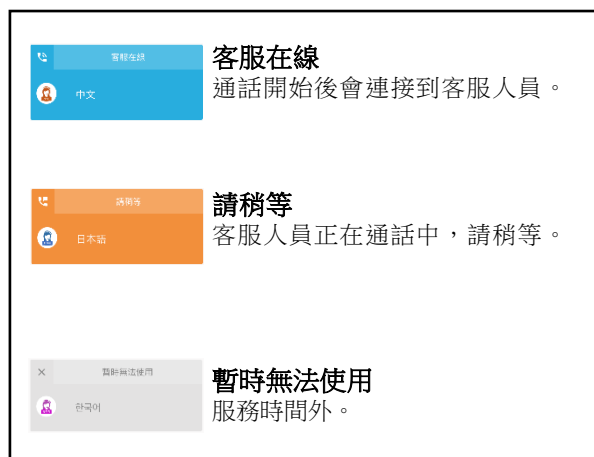 客服在線
中文
客服在線
通話開始後會連接到客服人員。
請稍等
日本語
請稍等
客服人員正在通話中，請稍等。
暫時無法使用
한국어
暫時無法使用
服務時間外。